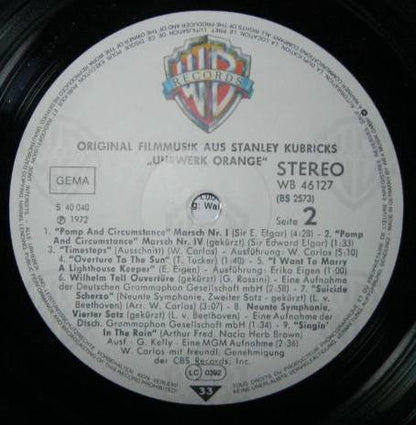 WB
RECORDS
ORIGINAL FILMMUSIK AUS STANLEY KUBRICKS
„UHRWERK ORANGE"
STEREO
WB 46127
(BS 2573)
GEMA
S 40 040
Ⓟ 1972
Seite 2
1. "Pomp And Circumstance" Marsch Nr. I (Sir E. Elgar) (4:28) - 2. "Pomp
And Circumstance" Marsch Nr. IV (gekürzt) (Sir Edward Elgar) (1:33)
3. "Timesteps" (Ausschnitt) (W. Carlos) - Ausführung: W. Carlos (5:10)
4. "Overture To The Sun" (T. Tucker) (1:40) - 5. "I Want To Marry
A Lighthouse Keeper" (E. Eigen) - Ausführung: Erika Eigen (1:00)
6. Wilhelm Tell Ouvertüre (gekürzt) (G. Rossini) - Eine Aufnahme der
Deutschen Grammophon Gesellschaft mbH (2:58) - 7. "Suicide
Scherzo" (Neunte Symphonie, Zweiter Satz - gekürzt) (L. v.
Beethoven) (Arr. W. Carlos) (3:07) - 8. Neunte Symphonie,
Vierter Satz (gekürzt) (L. v. Beethoven) - Eine Aufnahme der
Dtsch. Grammophon Gesellschaft mbH (1:34) - 9. "Singin'
In The Rain" (Arthur Freed, Nacio Herb Brown)
Ausf. G. Kelly - Eine MGM Aufnahme (2:36)
W. Carlos mit freundl. Genehmigung
der CBS Records.
LC 0392
33